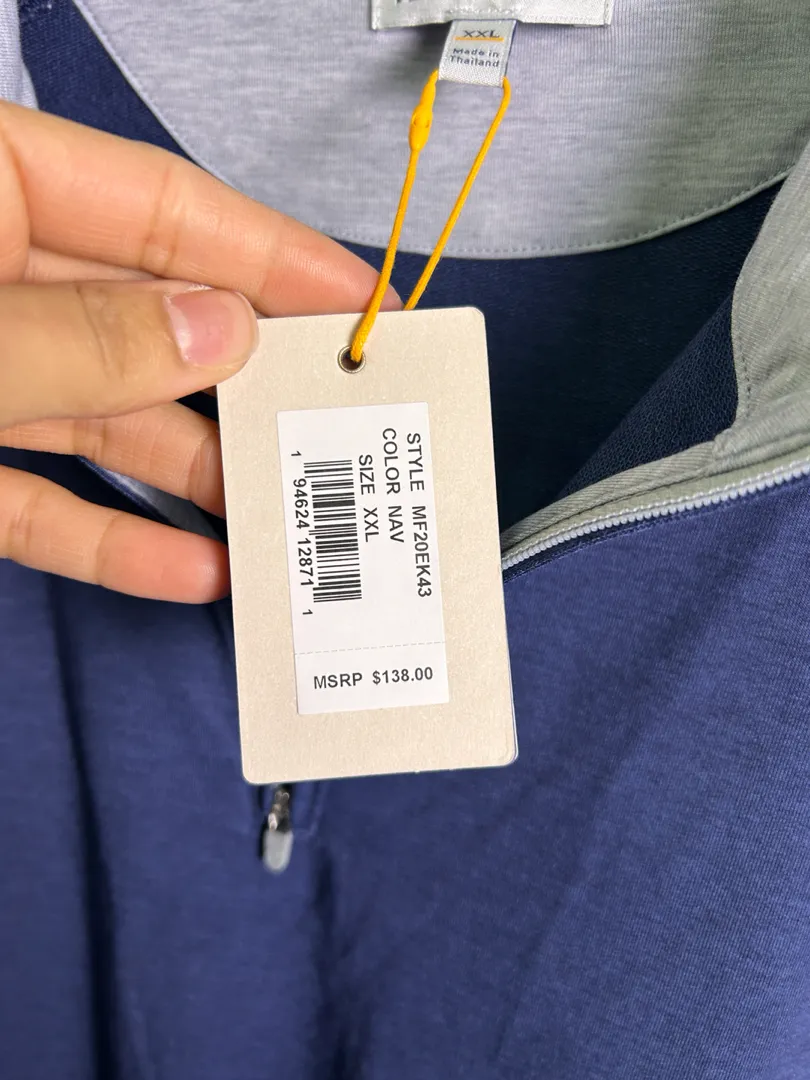 XXL
Made in
Thailand
STYLE MF20EK43
COLOR NAV
SIZE XXL
1 94624 12871 1
MSRP $138.00